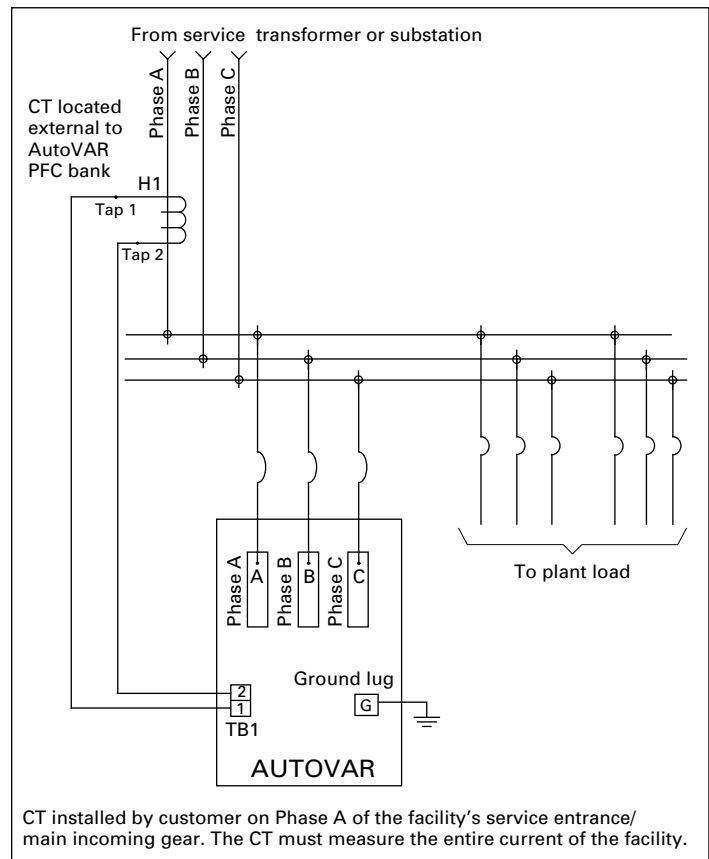 From service transformer or substation
Phase A
Phase B
Phase C
CT located
external to
AutoVAR
PFC bank
H1
Tap 1
Tap 2
Phase A
A
Phase B
B
Phase C
C
To plant load
Ground lug
2
1
G
TB1
AUTOVAR
CT installed by customer on Phase A of the facility's service entrance/
main incoming gear. The CT must measure the entire current of the facility.